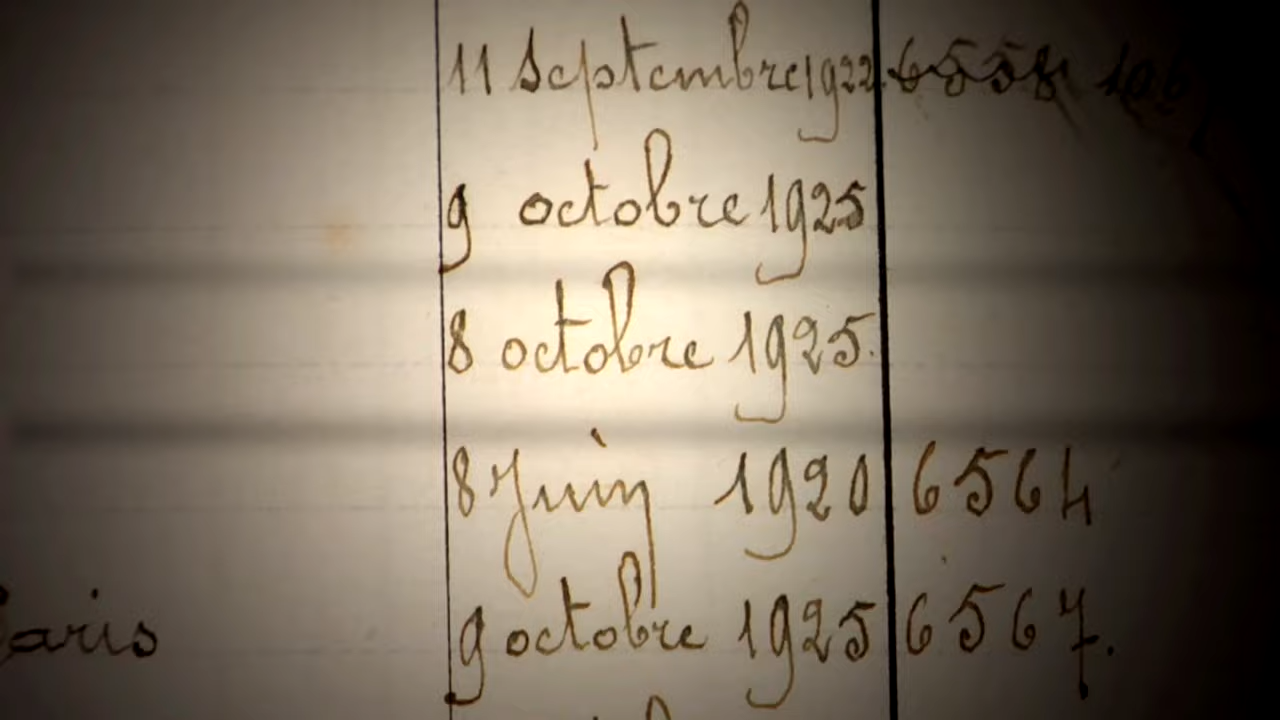 11 Septembre 1922 6558 106
9 octobre 1925
8 octobre 1925.
8 Juin 1920 6564
Paris 9 octobre 1925 6567.